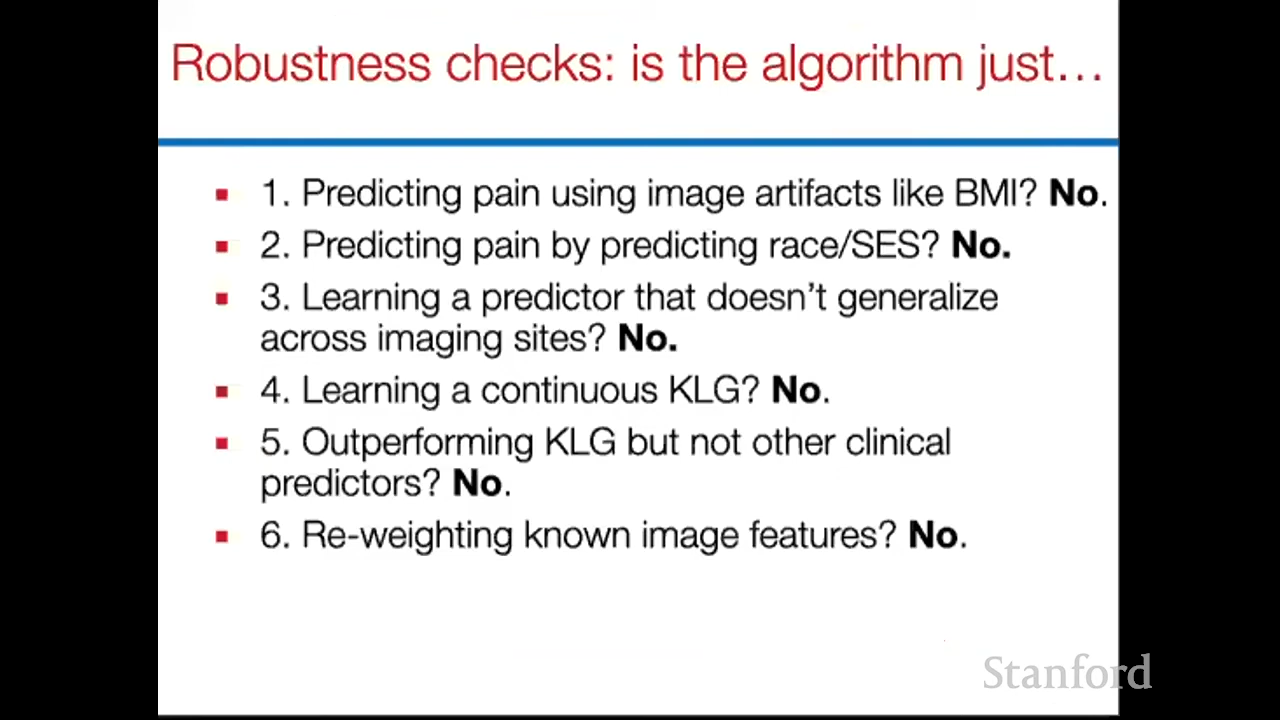 Robustness checks: is the algorithm just…
1. Predicting pain using image artifacts like BMI? No.
2. Predicting pain by predicting race/SES? No.
3. Learning a predictor that doesn't generalize
across imaging sites? No.
4. Learning a continuous KLG? No.
5. Outperforming KLG but not other clinical
predictors? No.
6. Re-weighting known image features? No.
Stanford